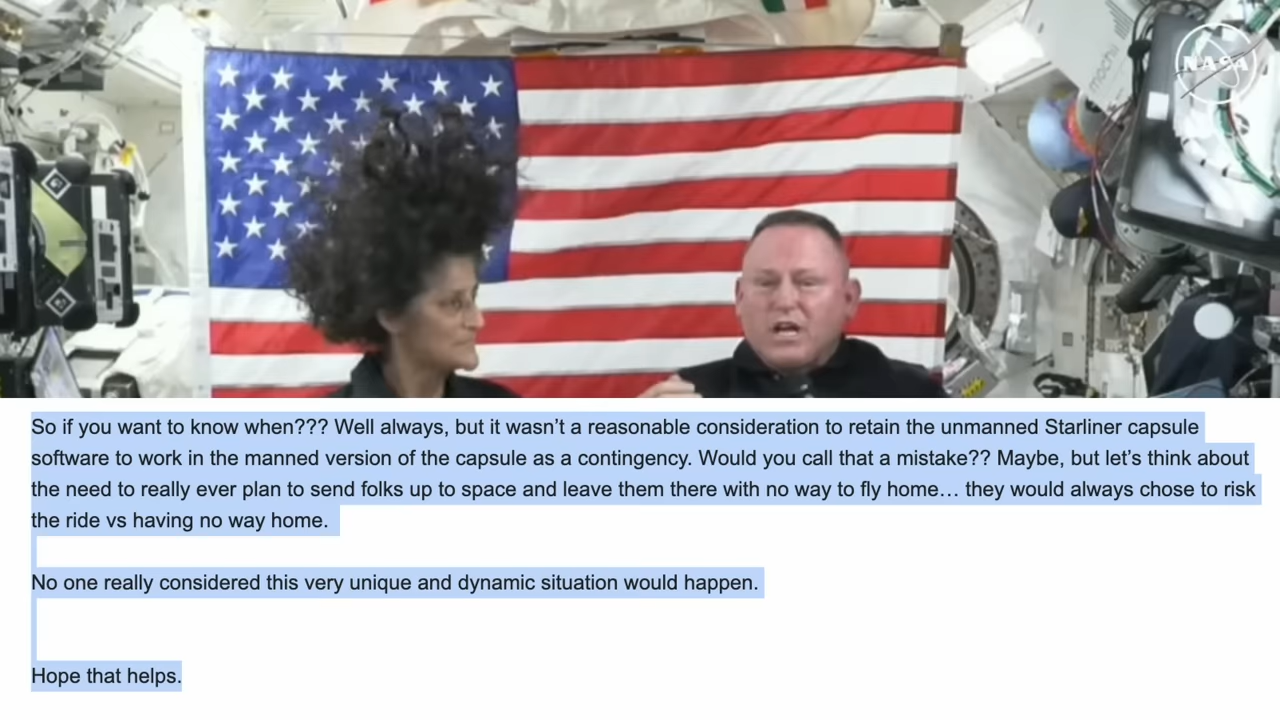 NASA
mochii
So if you want to know when??? Well always, but it wasn’t a reasonable consideration to retain the unmanned Starliner capsule
software to work in the manned version of the capsule as a contingency. Would you call that a mistake?? Maybe, but let’s think about
the need to really ever plan to send folks up to space and leave them there with no way to fly home… they would always chose to risk
the ride vs having no way home.
No one really considered this very unique and dynamic situation would happen.
Hope that helps.